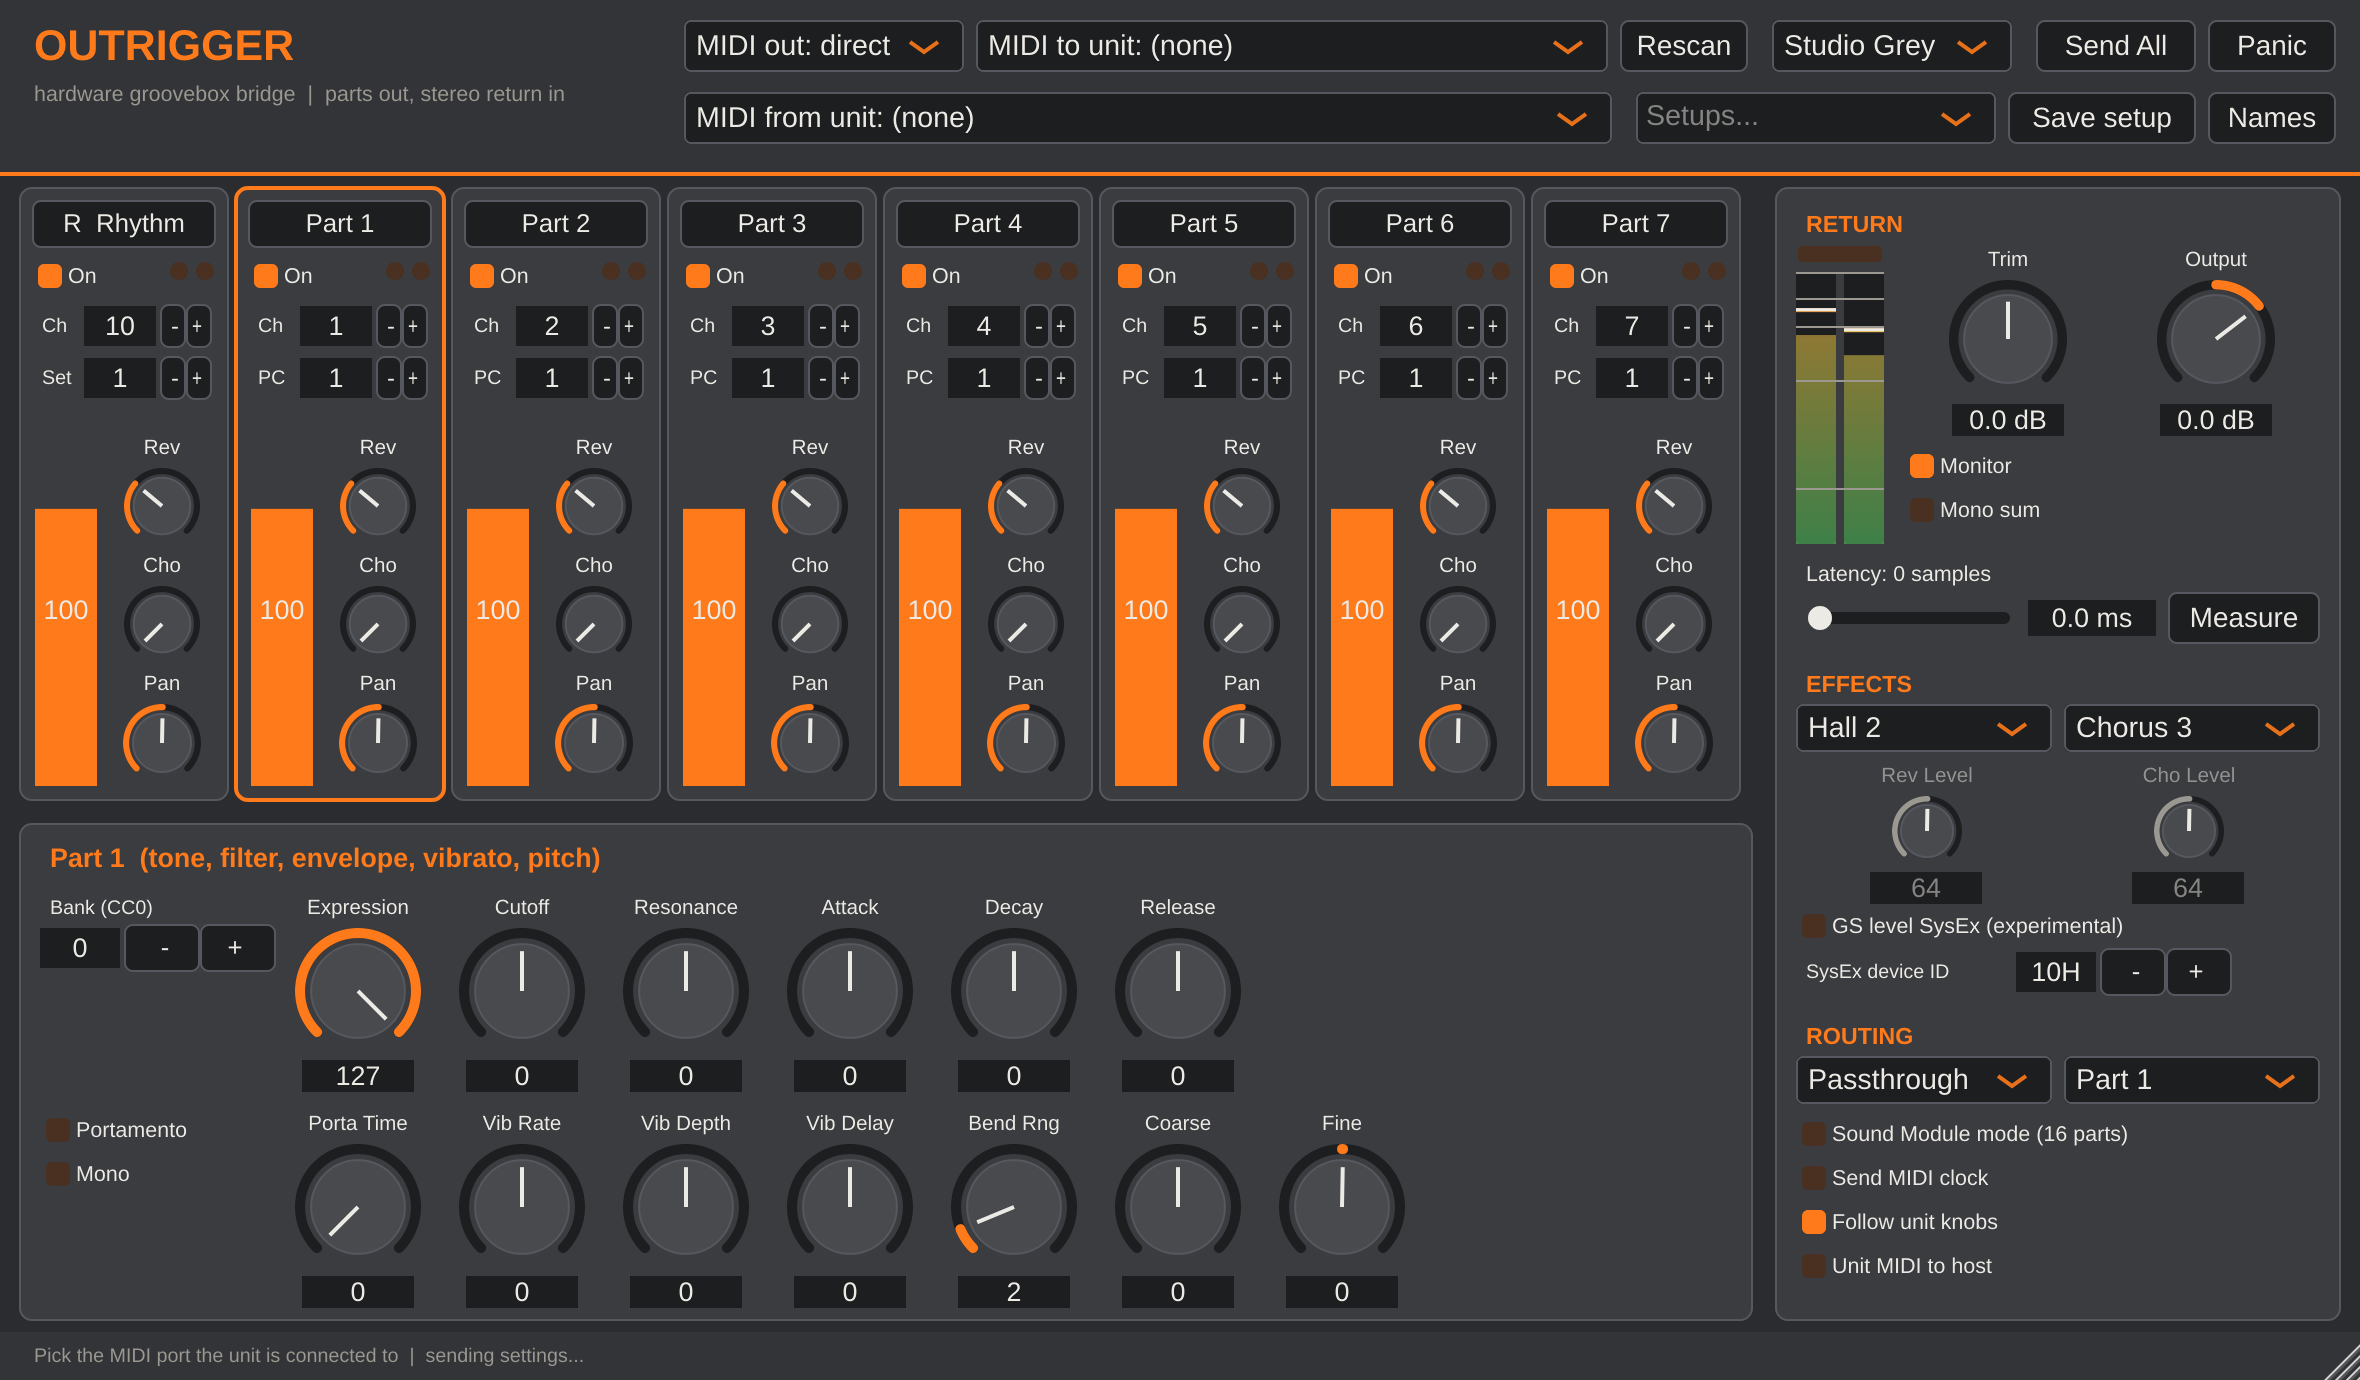 OUTRIGGER
hardware groovebox bridge | parts out, stereo return in
MIDI out: direct
MIDI to unit: (none)
Rescan
Studio Grey
Send All
Panic
MIDI from unit: (none)
Setups...
Save setup
Names
R Rhythm
On
Ch 10 - +
Set 1 - +
Rev
Cho
Pan
100
Part 1
On
Ch 1 - +
PC 1 - +
Rev
Cho
Pan
100
Part 2
On
Ch 2 - +
PC 1 - +
Rev
Cho
Pan
100
Part 3
On
Ch 3 - +
PC 1 - +
Rev
Cho
Pan
100
Part 4
On
Ch 4 - +
PC 1 - +
Rev
Cho
Pan
100
Part 5
On
Ch 5 - +
PC 1 - +
Rev
Cho
Pan
100
Part 6
On
Ch 6 - +
PC 1 - +
Rev
Cho
Pan
100
Part 7
On
Ch 7 - +
PC 1 - +
Rev
Cho
Pan
100
RETURN
Trim Output
0.0 dB 0.0 dB
Monitor
Mono sum
Latency: 0 samples
0.0 ms Measure
EFFECTS
Hall 2 Chorus 3
Rev Level Cho Level
64 64
GS level SysEx (experimental)
SysEx device ID 10H - +
ROUTING
Passthrough Part 1
Sound Module mode (16 parts)
Send MIDI clock
Follow unit knobs
Unit MIDI to host
Part 1 (tone, filter, envelope, vibrato, pitch)
Bank (CC0) Expression Cutoff Resonance Attack Decay Release
0 - +
127 0 0 0 0 0
Portamento
Mono
Porta Time Vib Rate Vib Depth Vib Delay Bend Rng Coarse Fine
0 0 0 0 2 0 0
Pick the MIDI port the unit is connected to | sending settings...